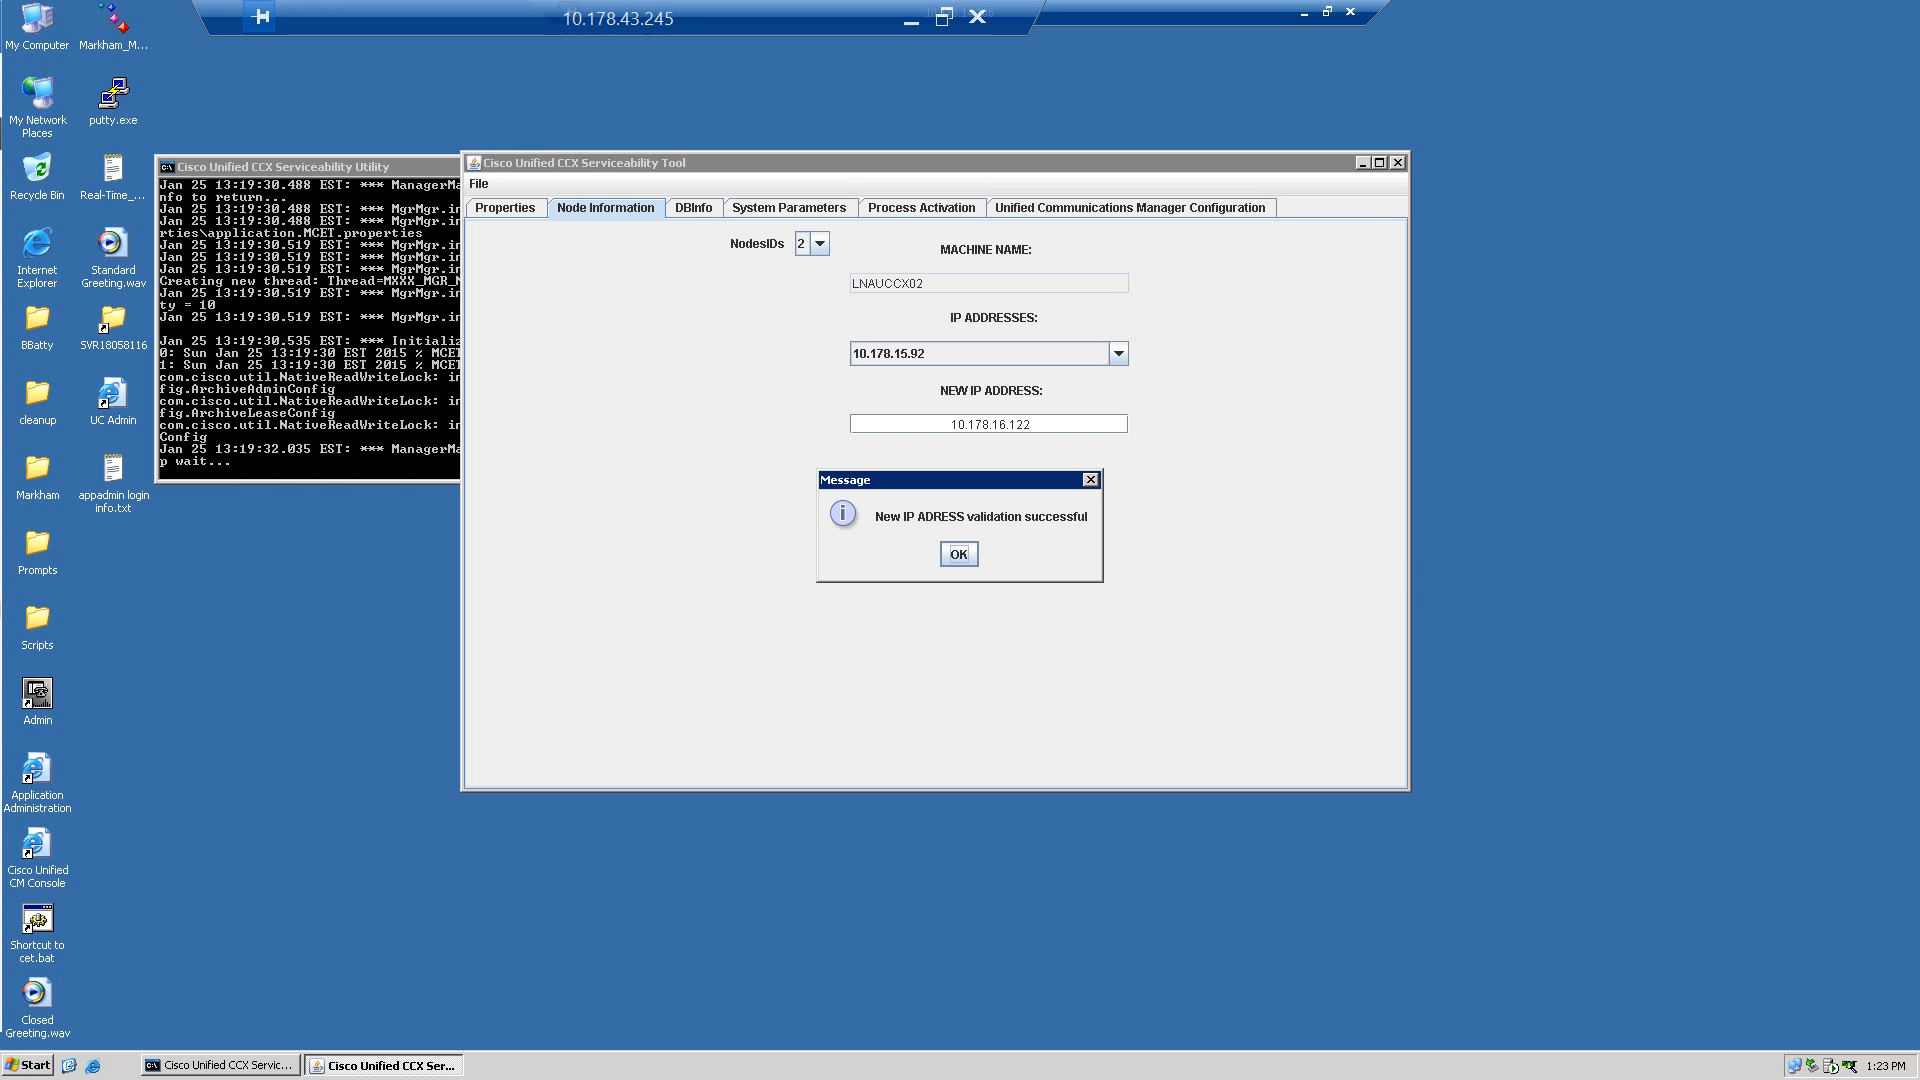 10.178.43.245
My Computer
Markham_M...
My Network
Places
putty.exe
Recycle Bin
Real-Time_...
Internet
Explorer
Standard
Greeting.wav
BBatty
SVR18058116
cleanup
UC Admin
Markham
appadmin login
info.txt
Prompts
Scripts
Admin
Application
Administration
Cisco Unified
CM Console
Shortcut to
cet.bat
Closed
Greeting.wav
Cisco Unified CCX Serviceability Utility
Jan 25 13:19:30.488 EST: *** ManagerMa
nfo to return...
Jan 25 13:19:30.488 EST: *** MgrMgr.in
Jan 25 13:19:30.488 EST: *** MgrMgr.in
rties\application.MCET.properties
Jan 25 13:19:30.519 EST: *** MgrMgr.in
Jan 25 13:19:30.519 EST: *** MgrMgr.in
Jan 25 13:19:30.519 EST: *** MgrMgr.in
Creating new thread: Thread=MXXX_MGR_M
Jan 25 13:19:30.519 EST: *** MgrMgr.in
ty = 10
Jan 25 13:19:30.519 EST: *** MgrMgr.in
Jan 25 13:19:30.535 EST: *** Initializ
0: Sun Jan 25 13:19:30 EST 2015 % MCET
1: Sun Jan 25 13:19:30 EST 2015 % MCET
com.cisco.util.NativeReadWriteLock: in
fig.ArchiveAdminConfig
com.cisco.util.NativeReadWriteLock: in
fig.ArchiveLeaseConfig
com.cisco.util.NativeReadWriteLock: in
Config
Jan 25 13:19:32.035 EST: *** ManagerMa
p wait...
Cisco Unified CCX Serviceability Tool
File
Properties
Node Information
DBInfo
System Parameters
Process Activation
Unified Communications Manager Configuration
NodesIDs
2
MACHINE NAME:
LNAUCCX02
IP ADDRESSES:
10.178.15.92
NEW IP ADDRESS:
10.178.16.122
Message
New IP ADRESS validation successful
OK
Start
Cisco Unified CCX Servic...
Cisco Unified CCX Ser...
1:23 PM